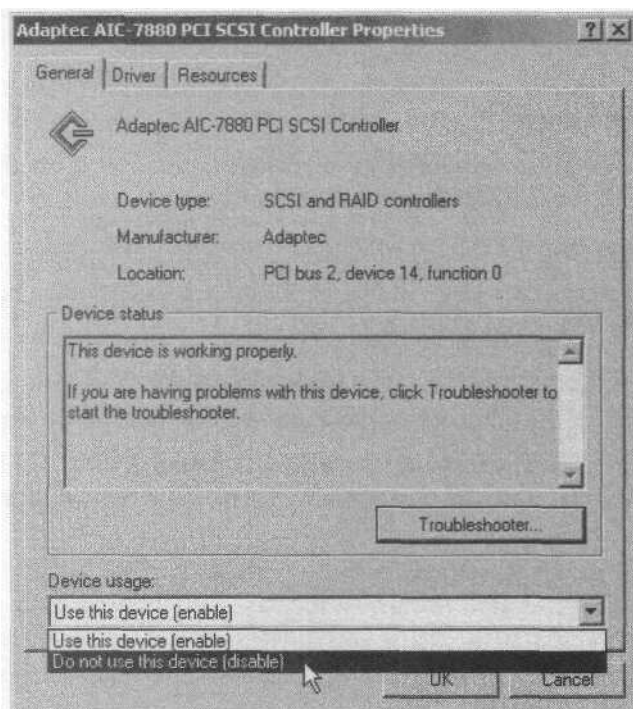 Adaptec AIC-7880 PCI SCSI Controller Properties
General
Driver
Resources
Adaptec AIC-7880 PCI SCSI Controller
Device type: SCSI and RAID controllers
Manufacturer: Adaptec
Location: PCI bus 2, device 14, function 0
Device status
This device is working properly.
If you are having problems with this device, click Troubleshooter to
start the troubleshooter.
Troubleshooter...
Device usage:
Use this device (enable)
Use this device (enable)
Do not use this device (disable)
OK
Cancel